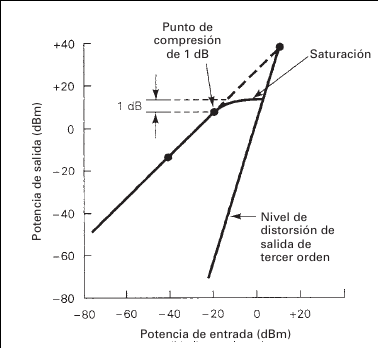 Punto de
compresión
de 1 dB
Saturación
1 dB
Nivel de
distorsión de
salida de
tercer orden
Potencia de salida (dBm)
+40
+20
0
−20
−40
−60
−80
−80 −60 −40 −20 0 +20
Potencia de entrada (dBm)